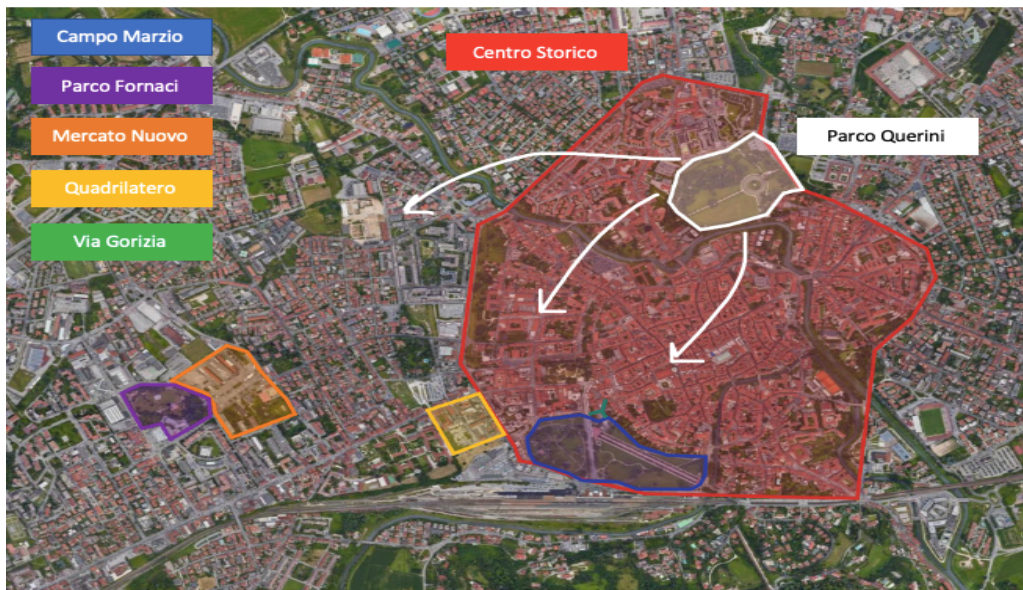 Campo Marzio
Centro Storico
Parco Fornaci
Mercato Nuovo
Parco Querini
Quadrilatero
Via Gorizia